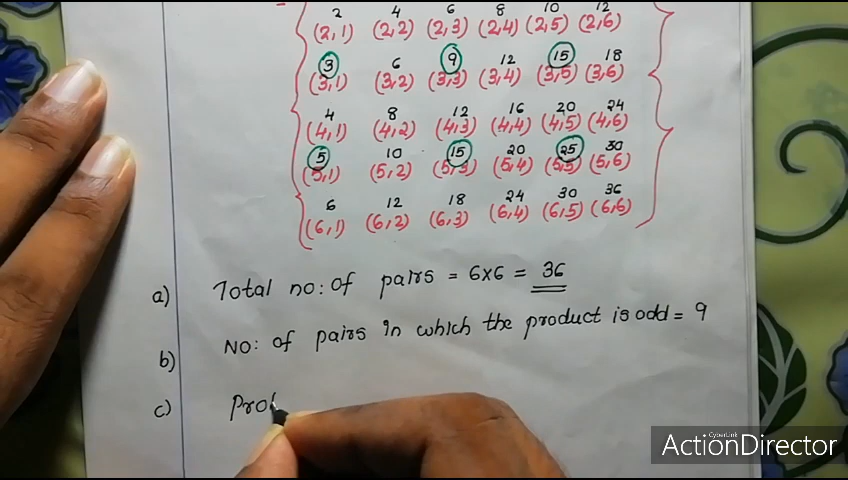 2 4 6 8 10 12
(2,1) (2,2) (2,3) (2,4) (2,5) (2,6)
3 6 9 12 15 18
(3,1) (3,2) (3,3) (3,4) (3,5) (3,6)
4 8 12 16 20 24
(4,1) (4,2) (4,3) (4,4) (4,5) (4,6)
5 10 15 20 25 30
(5,1) (5,2) (5,3) (5,4) (5,5) (5,6)
6 12 18 24 30 36
(6,1) (6,2) (6,3) (6,4) (6,5) (6,6)
a) Total no: of pairs = 6x6 = 36
b) No: of pairs in which the product is odd = 9
c) Prob
CyberLink
ActionDirector